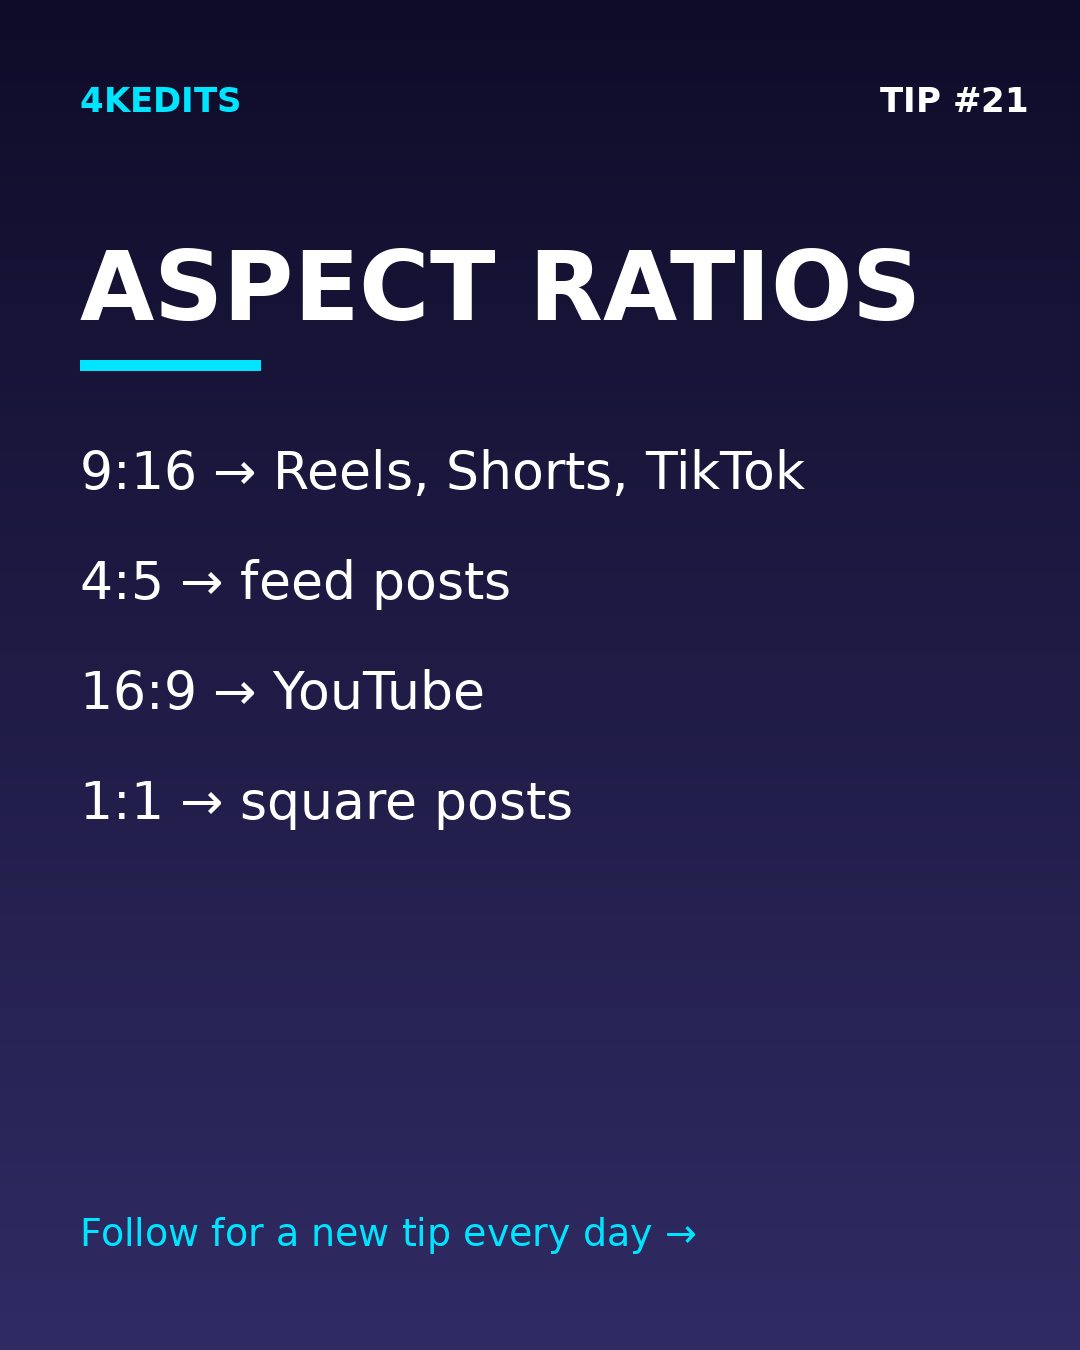 4KEDITS
TIP #21
ASPECT RATIOS
9:16 → Reels, Shorts, TikTok
4:5 → feed posts
16:9 → YouTube
1:1 → square posts
Follow for a new tip every day →